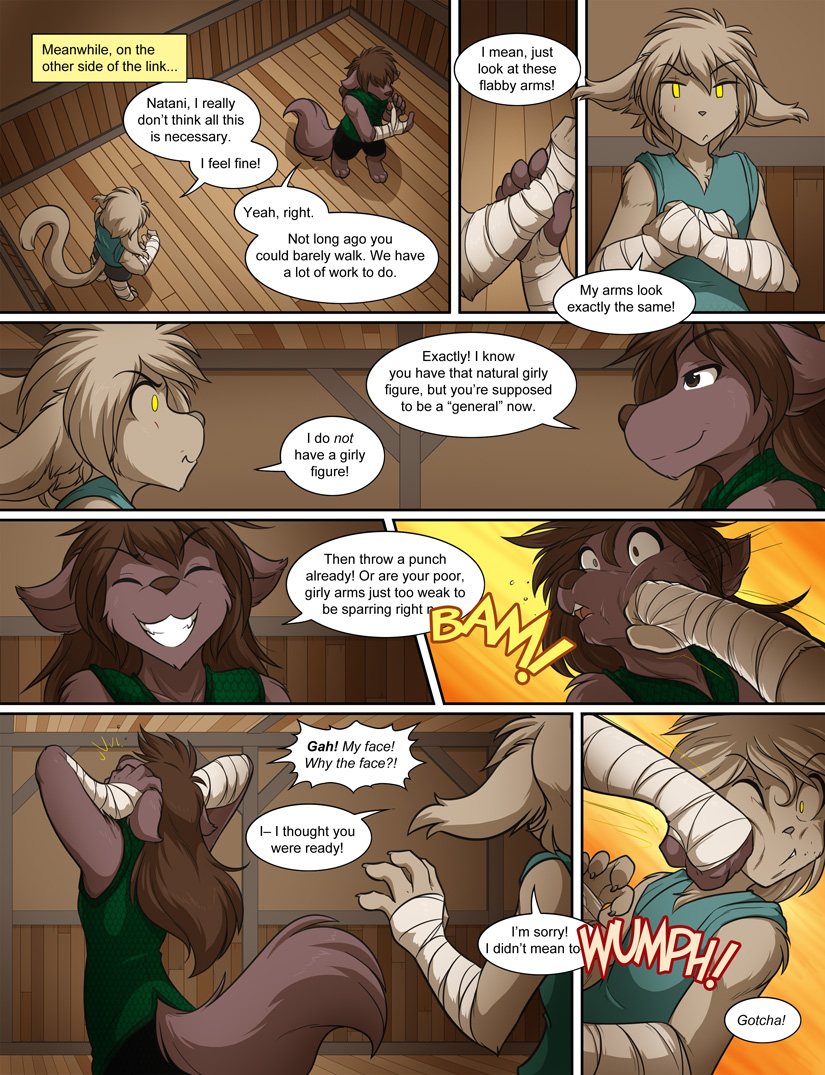 Meanwhile, on the
other side of the link...
Natani, I really
don't think all this
is necessary.
I feel fine!
Yeah, right.
Not long ago you
could barely walk. We have
a lot of work to do.
I mean, just
look at these
flabby arms!
My arms look
exactly the same!
Exactly! I know
you have that natural girly
figure, but you're supposed
to be a “general” now.
I do not
have a girly
figure!
Then throw a punch
already! Or are your poor,
girly arms just too weak to
be sparring right n
BAM!
Gah! My face!
Why the face?!
I– I thought you
were ready!
I'm sorry!
I didn't mean to
WUMPH!
Gotcha!